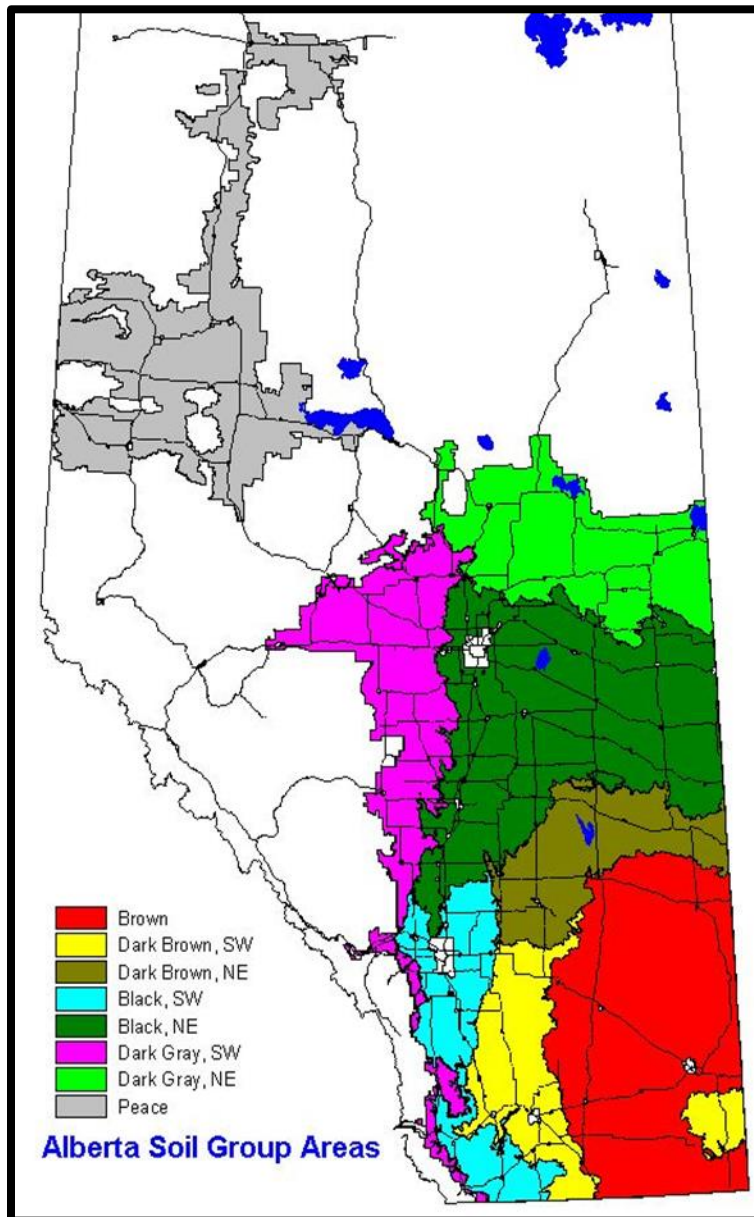 Brown
Dark Brown, SW
Dark Brown, NE
Black, SW
Black, NE
Dark Gray, SW
Dark Gray, NE
Peace
Alberta Soil Group Areas